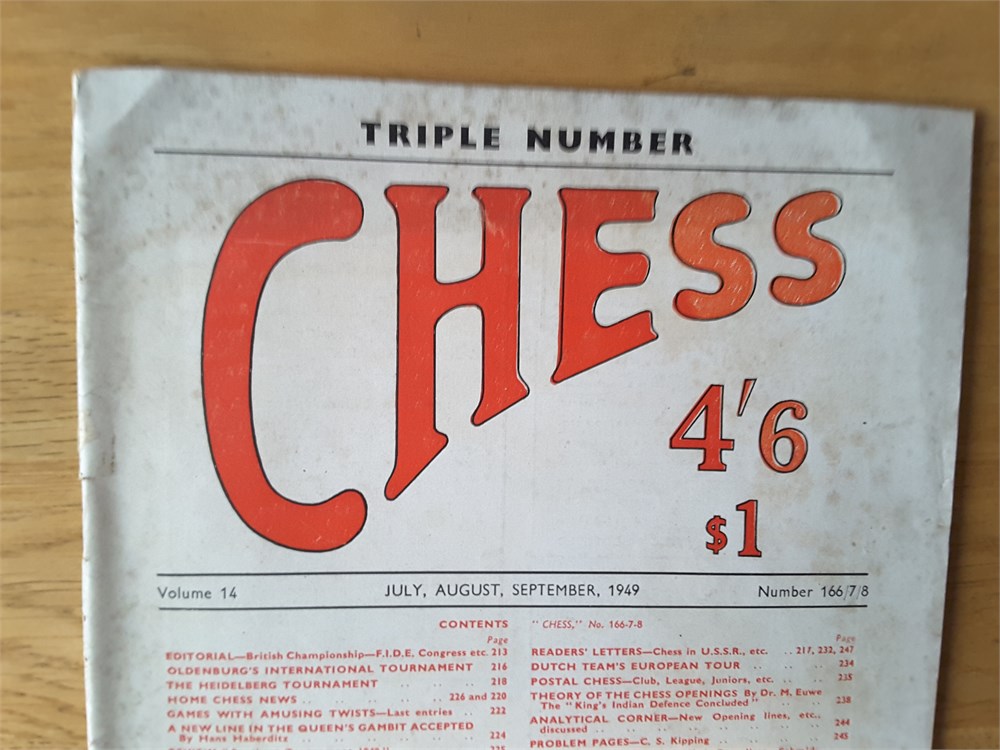 TRIPLE NUMBER
CHESS
4'6
$1
Volume 14 JULY, AUGUST, SEPTEMBER, 1949 Number 166/7/8
CONTENTS "CHESS," No. 166-7-8
Page
EDITORIAL—British Championship—F.I.D.E. Congress etc. 213
OLDENBURG'S INTERNATIONAL TOURNAMENT 216
THE HEIDELBERG TOURNAMENT .. .. .. 218
HOME CHESS NEWS .. .. .. .. 226 and 220
GAMES WITH AMUSING TWISTS—Last entries .. 222
A NEW LINE IN THE QUEEN'S GAMBIT ACCEPTED
By Hans Haberditz .. .. .. .. .. 224
225
Page
READERS' LETTERS—Chess in U.S.S.R., etc. .. 217, 232, 247
DUTCH TEAM'S EUROPEAN TOUR .. .. .. 234
POSTAL CHESS—Club, League, Juniors, etc. .. .. 235
THEORY OF THE CHESS OPENINGS By Dr. M. Euwe
The "King's Indian Defence Concluded" .. .. 238
ANALYTICAL CORNER—New Opening lines, etc.,
discussed .. .. .. .. .. .. .. 244
PROBLEM PAGES—C. S. Kipping .. .. .. 245